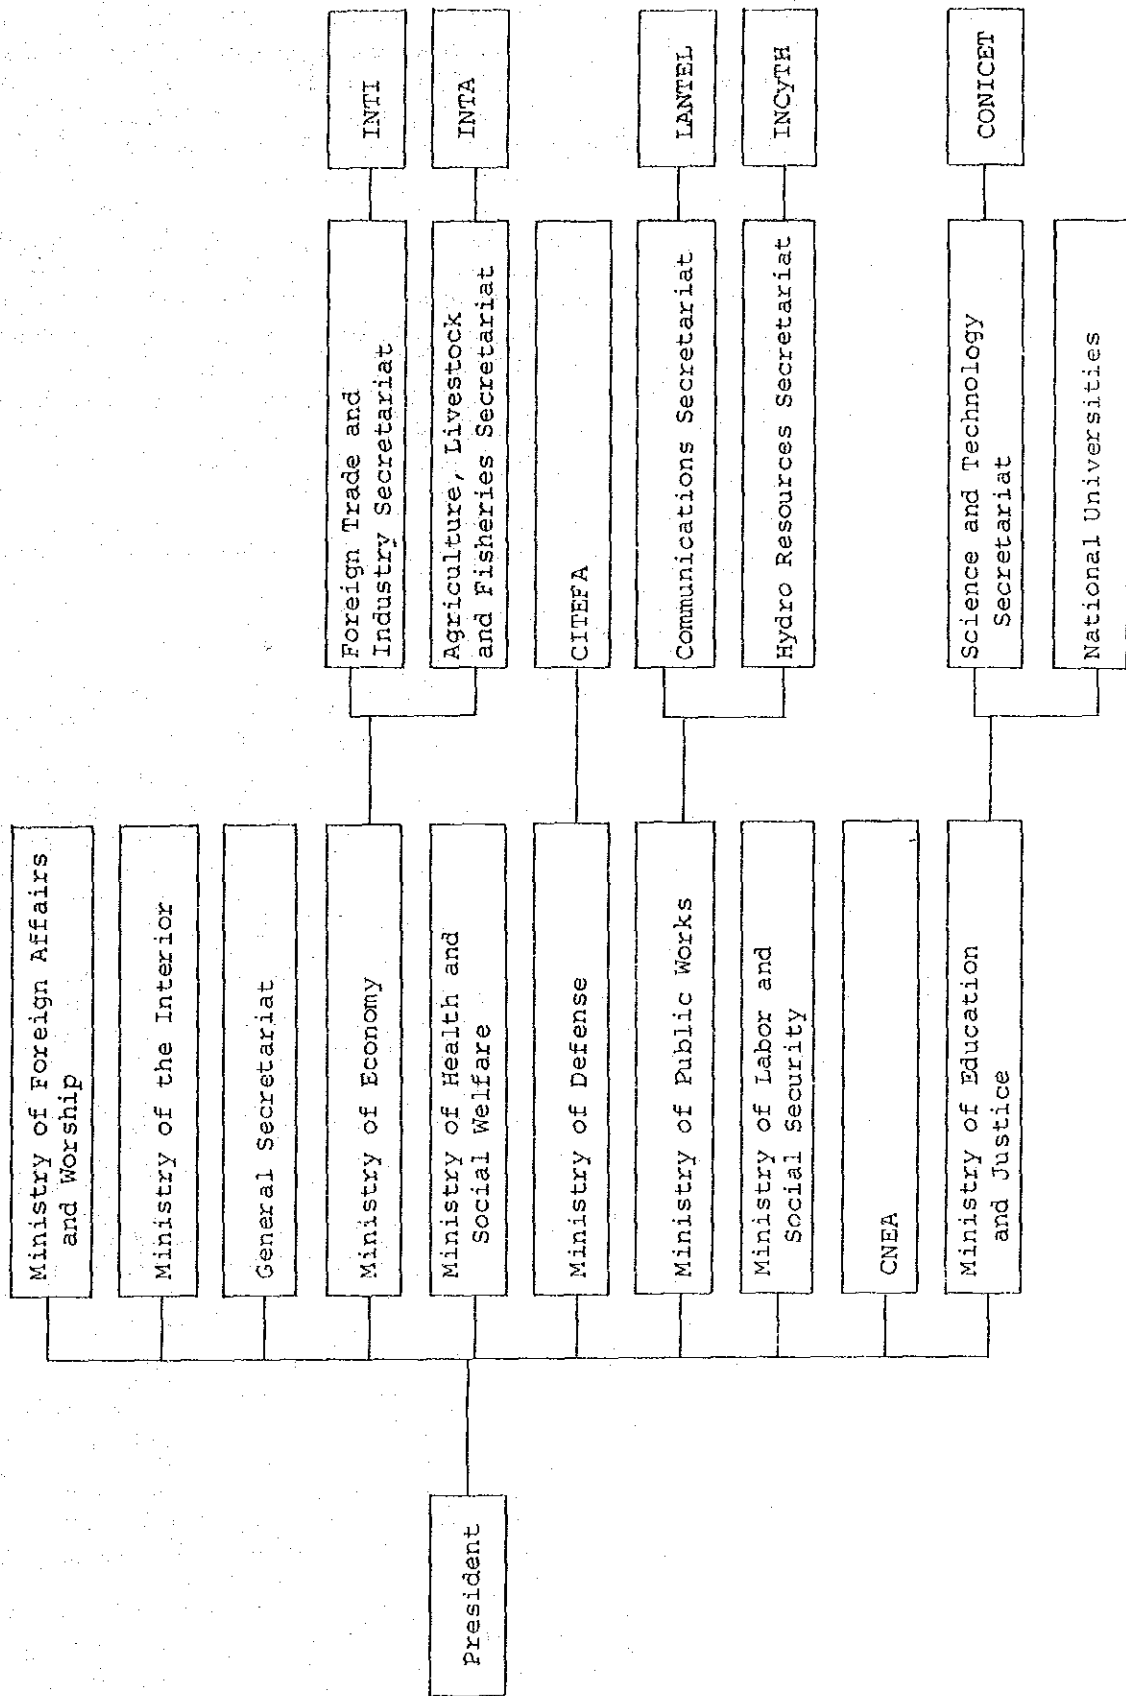 President
Ministry of Foreign Affairs
and Worship
Ministry of the Interior
General Secretariat
Ministry of Economy
Ministry of Health and
Social Welfare
Ministry of Defense
Ministry of Public Works
Ministry of Labor and
Social Security
CNEA
Ministry of Education
and Justice
Foreign Trade and
Industry Secretariat
Agriculture, Livestock
and Fisheries Secretariat
CITEFA
Communications Secretariat
Hydro Resources Secretariat
Science and Technology
Secretariat
National Universities
INTI
INTA
LANTEL
INCyTH
CONICET